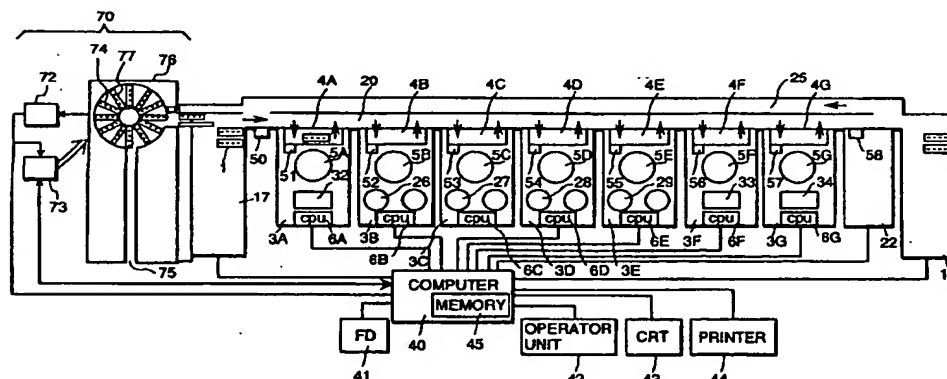 70
74 77 76
72
73
4A 20 4B 4C 4D 4E 4F 25 4G
50 51 52 53 54 55 56 57 58
5A 5B 5C 5D 5E 5F 5G
32 26 27 28 29 33 34
17
cpu cpu cpu cpu cpu cpu cpu
3A 6A 3B 6E 3F 6F 3G 6G 22
6B 3C 6C 3D 6D 3E
75
COMPUTER
MEMORY
40 45
FD
OPERATOR
UNIT
CRT
PRINTER
41 42 43 44